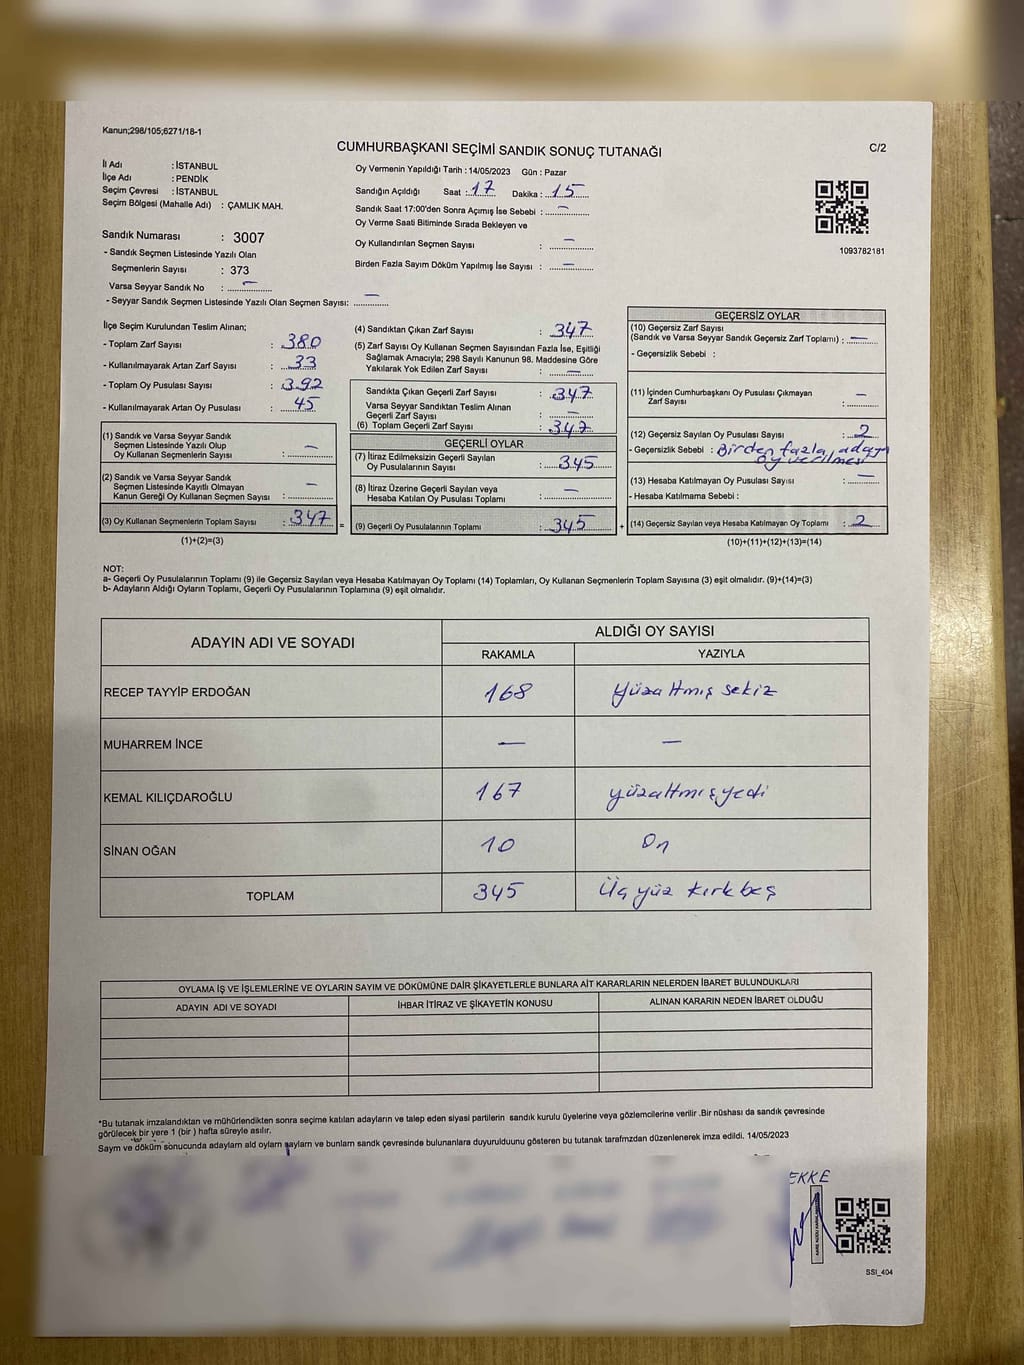 Kanun;298/105;6271/18-1
CUMHURBAŞKANI SEÇİMİ SANDIK SONUÇ TUTANAĞI
C/2
İl Adı : İSTANBUL
İlçe Adı : PENDİK
Seçim Çevresi : İSTANBUL
Seçim Bölgesi (Mahalle Adı) : ÇAMLIK MAH.
Sandık Numarası : 3007
- Sandık Seçmen Listesinde Yazılı Olan
Seçmenlerin Sayısı : 373
Varsa Seyyar Sandık No : —
- Seyyar Sandık Seçmen Listesinde Yazılı Olan Seçmen Sayısı: —
Oy Vermenin Yapıldığı Tarih : 14/05/2023 Gün : Pazar
Sandığın Açıldığı Saat : 17 Dakika : 15
Sandık Saat 17:00'den Sonra Açımış İse Sebebi : —
Oy Verme Saati Bitiminde Sırada Bekleyen ve
Oy Kullandırılan Seçmen Sayısı : —
Birden Fazla Sayım Döküm Yapılmış İse Sayısı : —
1093782181
İlçe Seçim Kurulundan Teslim Alınan;
- Toplam Zarf Sayısı : 380
- Kullanılmayarak Artan Zarf Sayısı : 33
- Toplam Oy Pusulası Sayısı : 392
- Kullanılmayarak Artan Oy Pusulası : 45
(1) Sandık ve Varsa Seyyar Sandık
Seçmen Listesinde Yazılı Olup
Oy Kullanan Seçmenlerin Sayısı : —
(2) Sandık ve Varsa Seyyar Sandık
Seçmen Listesinde Kayıtlı Olmayan
Kanun Gereği Oy Kullanan Seçmen Sayısı : —
(3) Oy Kullanan Seçmenlerin Toplam Sayısı : 347 =
(1)+(2)=(3)
(4) Sandıktan Çıkan Zarf Sayısı : 347
(5) Zarf Sayısı Oy Kullanan Seçmen Sayısından Fazla İse, Eşitliği
Sağlamak Amacıyla; 298 Sayılı Kanunun 98. Maddesine Göre
Yakılarak Yok Edilen Zarf Sayısı : —
Sandıkta Çıkan Geçerli Zarf Sayısı : 347
Varsa Seyyar Sandıktan Teslim Alınan
Geçerli Zarf Sayısı : —
(6) Toplam Geçerli Zarf Sayısı : 347
GEÇERLİ OYLAR
(7) İtiraz Edilmeksizin Geçerli Sayılan
Oy Pusulalarının Sayısı : 345
(8) İtiraz Üzerine Geçerli Sayılan veya
Hesaba Katılan Oy Pusulası Toplamı : —
(9) Geçerli Oy Pusulalarının Toplamı : 345 +
GEÇERSİZ OYLAR
(10) Geçersiz Zarf Sayısı
(Sandık ve Varsa Seyyar Sandık Geçersiz Zarf Toplamı) : —
- Geçersizlik Sebebi :
(11) İçinden Cumhurbaşkanı Oy Pusulası Çıkmayan
Zarf Sayısı : —
(12) Geçersiz Sayılan Oy Pusulası Sayısı : 2
- Geçersizlik Sebebi : Birden fazla adaya
oy verilmesi
(13) Hesaba Katılmayan Oy Pusulası Sayısı : —
- Hesaba Katılmama Sebebi :
(14) Geçersiz Sayılan veya Hesaba Katılmayan Oy Toplamı : 2
(10)+(11)+(12)+(13)=(14)
NOT:
a- Geçerli Oy Pusulalarının Toplamı (9) ile Geçersiz Sayılan veya Hesaba Katılmayan Oy Toplamı (14) Toplamları, Oy Kullanan Seçmenlerin Toplam Sayısına (3) eşit olmalıdır. (9)+(14)=(3)
b- Adayların Aldığı Oyların Toplamı, Geçerli Oy Pusulalarının Toplamına (9) eşit olmalıdır.
ADAYIN ADI VE SOYADI ALDIĞI OY SAYISI
RAKAMLA YAZIYLA
RECEP TAYYİP ERDOĞAN 168 Yüzaltmış sekiz
MUHARREM İNCE — —
KEMAL KILIÇDAROĞLU 167 yüzaltmışyedi
SİNAN OĞAN 10 On
TOPLAM 345 Üçyüz kırkbeş
OYLAMA İŞ VE İŞLEMLERİNE VE OYLARIN SAYIM VE DÖKÜMÜNE DAİR ŞİKAYETLERLE BUNLARA AİT KARARLARIN NELERDEN İBARET BULUNDUKLARI
ADAYIN ADI VE SOYADI İHBAR İTİRAZ VE ŞİKAYETİN KONUSU ALINAN KARARIN NEDEN İBARET OLDUĞU
*Bu tutanak imzalandıktan ve mühürlendikten sonra seçime katılan adayların ve talep eden siyasi partilerin sandık kurulu üyelerine veya gözlemcilerine verilir .Bir nüshası da sandık çevresinde
görülecek bir yere 1 (bir ) hafta süreyle asılır.
Sayım ve döküm sonucunda adaylam ald oylam şaylam ve bunlam sandk çevresinde bulunanlara duyurulduunu gösteren bu tutanak tarafmzdan düzenlenerek imza edildi. 14/05/2023
EKKE
SSI_404